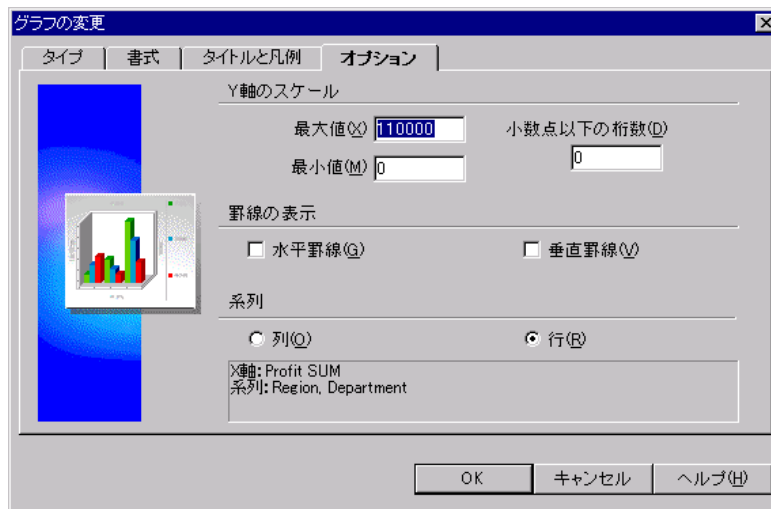 グラフの変更
タイプ 書式 タイトルと凡例 オプション
Y軸のスケール
最大値(X) 110000 小数点以下の桁数(D)
最小値(M) 0 0
罫線の表示
水平罫線(G) 垂直罫線(V)
系列
列(O) 行(R)
X軸: Profit SUM
系列: Region, Department
OK キャンセル ヘルプ(H)